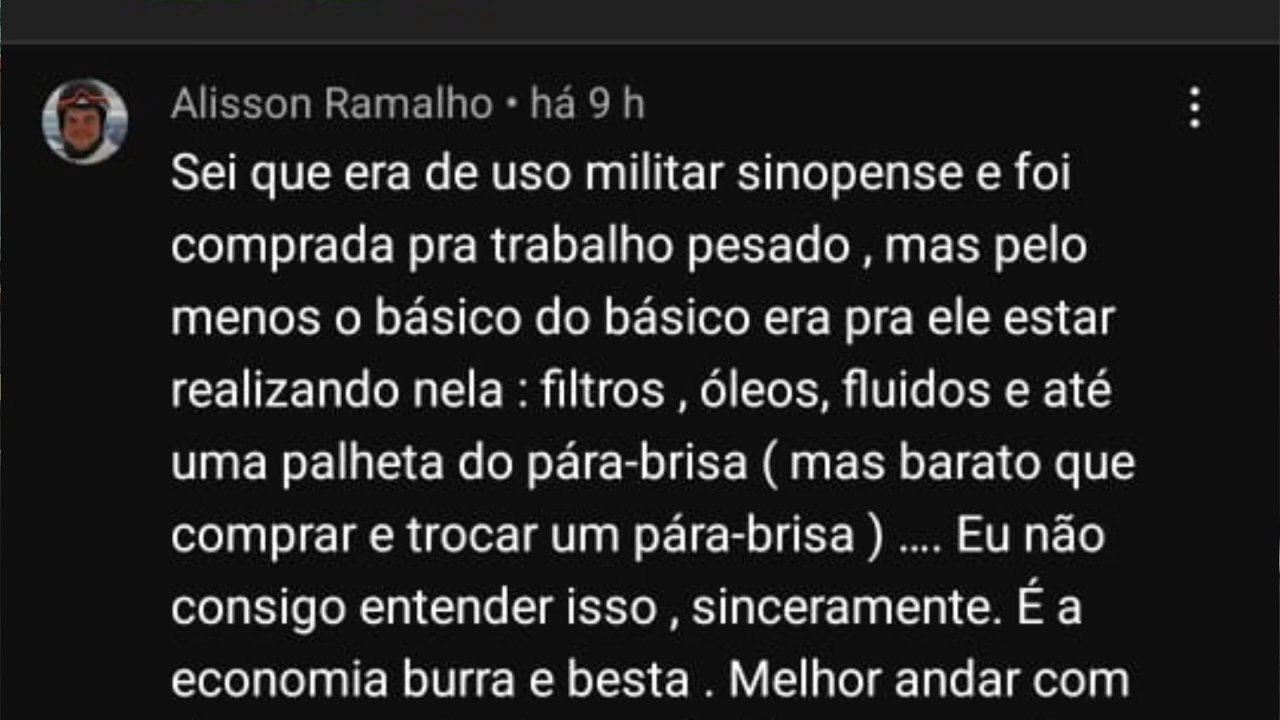 Alisson Ramalho • há 9 h
Sei que era de uso militar sinopense e foi
comprada pra trabalho pesado , mas pelo
menos o básico do básico era pra ele estar
realizando nela : filtros , óleos, fluidos e até
uma palheta do pára-brisa ( mas barato que
comprar e trocar um pára-brisa ) .... Eu não
consigo entender isso , sinceramente. É a
economia burra e besta . Melhor andar com